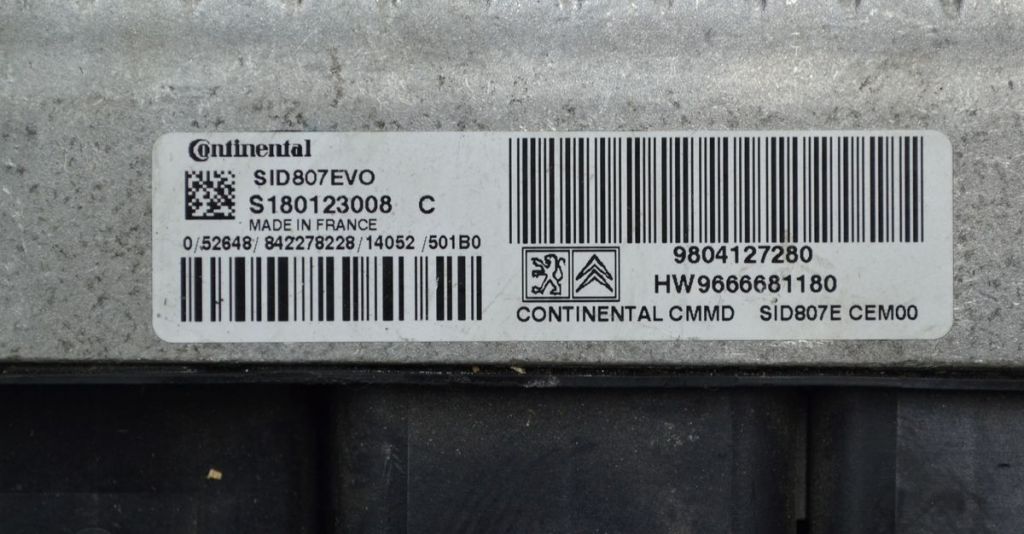 Continental
SID807EVO
S180123008 C
MADE IN FRANCE
0/52648/842278228/14052/501B0
9804127280
HW9666681180
CONTINENTAL CMMD SID807E CEM00